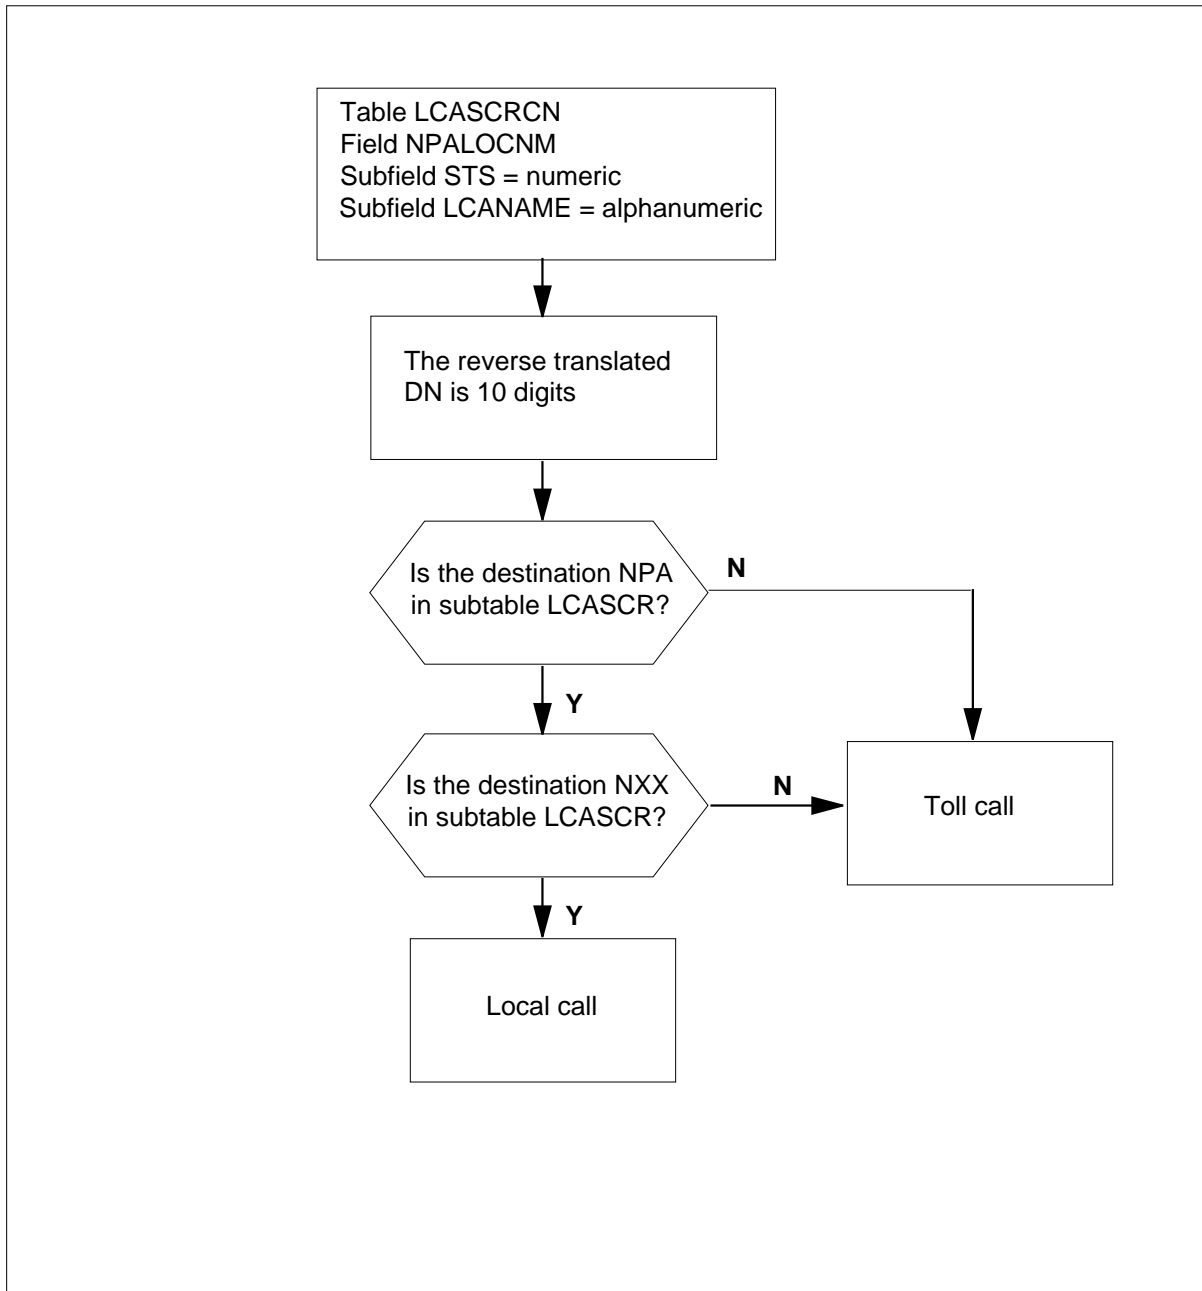 Table LCASCRCN
Field NPALOCNM
Subfield STS = numeric
Subfield LCANAME = alphanumeric
The reverse translated
DN is 10 digits
Is the destination NPA
in subtable LCASCR?
N
Y
Is the destination NXX
in subtable LCASCR?
N
Toll call
Y
Local call